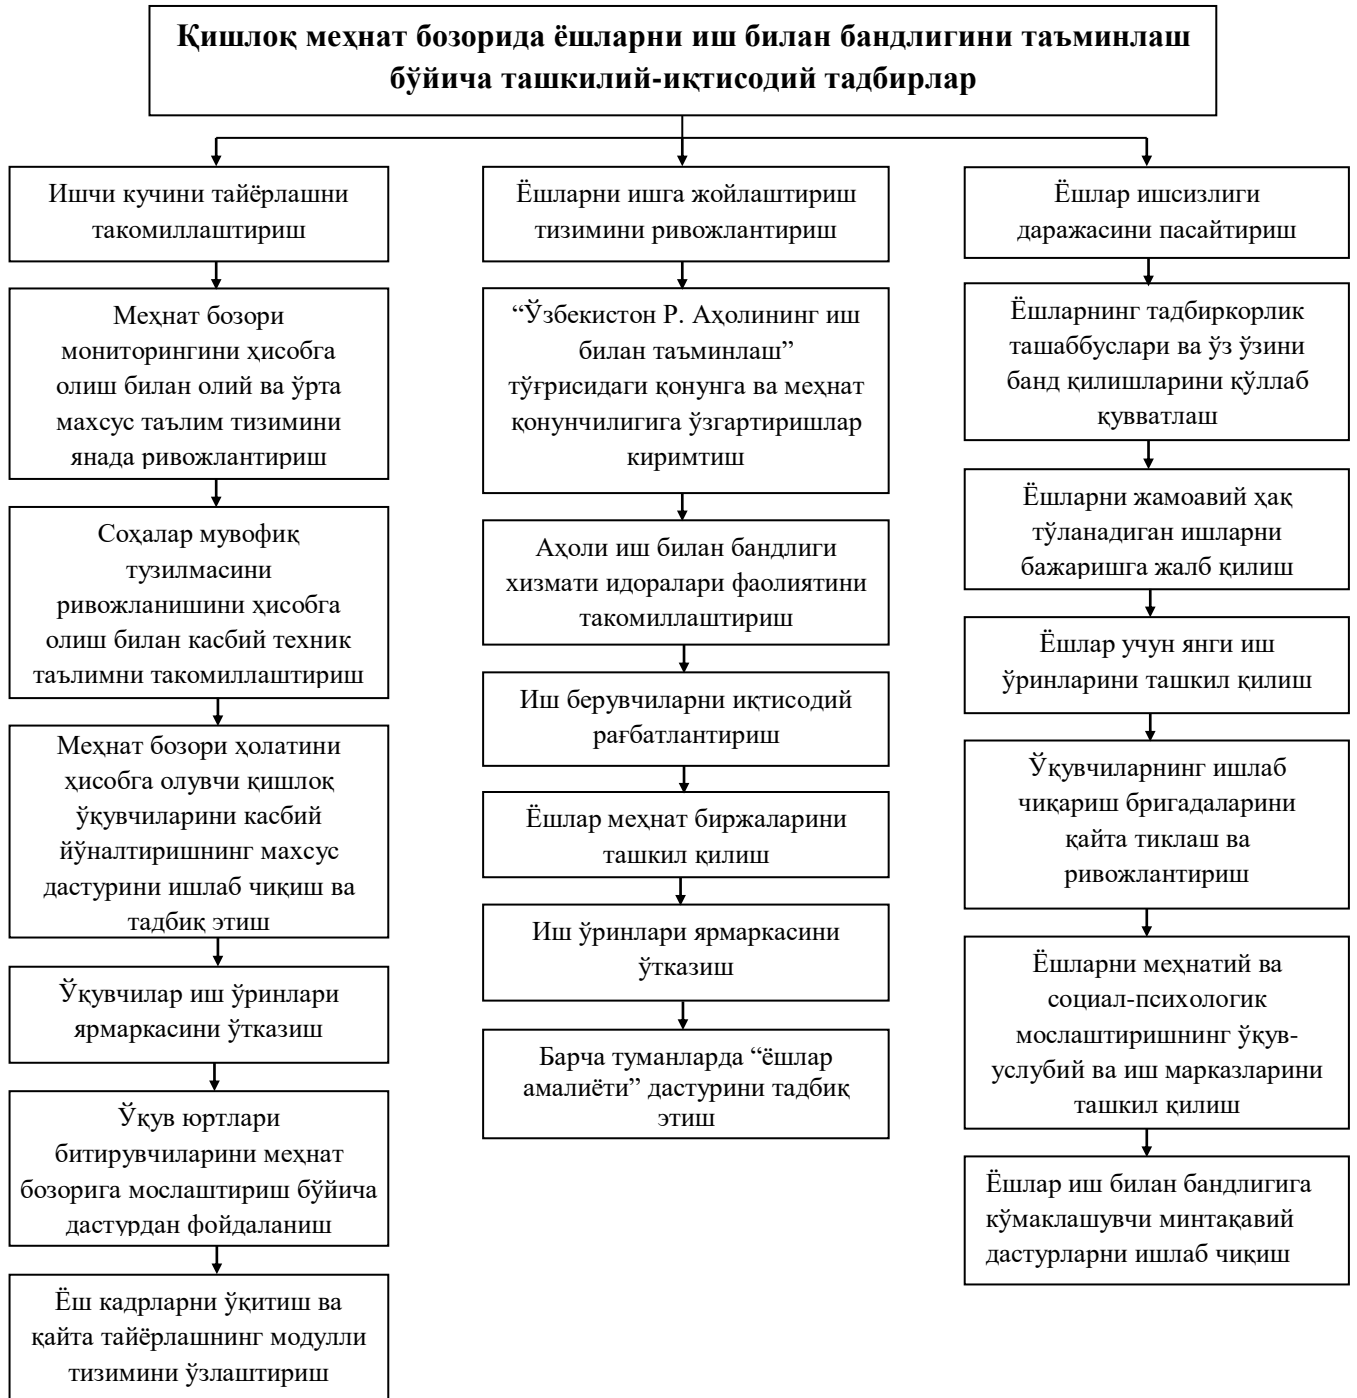 Қишлоқ меҳнат бозорида ёшларни иш билан бандлигини таъминлаш
бўйича ташкилий-иқтисодий тадбирлар
Ишчи кучини тайёрлашни
такомиллаштириш
Меҳнат бозори
мониторингини ҳисобга
олиш билан олий ва ўрта
махсус таълим тизимини
янада ривожлантириш
Соҳалар мувофиқ
тузилмасини
ривожланишини ҳисобга
олиш билан касбий техник
таълимни такомиллаштириш
Меҳнат бозори ҳолатини
ҳисобга олувчи қишлоқ
ўқувчиларини касбий
йўналтиришнинг махсус
дастурини ишлаб чиқиш ва
тадбиқ этиш
Ўқувчилар иш ўринлари
ярмаркасини ўтказиш
Ўқув юртлари
битирувчиларини меҳнат
бозорига мослаштириш бўйича
дастурдан фойдаланиш
Ёш кадрларни ўқитиш ва
қайта тайёрлашнинг модулли
тизимини ўзлаштириш
Ёшларни ишга жойлаштириш
тизимини ривожлантириш
“Ўзбекистон Р. Аҳолининг иш
билан таъминлаш”
тўғрисидаги қонунга ва меҳнат
қонунчилигига ўзгартиришлар
киримтиш
Аҳоли иш билан бандлиги
хизмати идоралари фаолиятини
такомиллаштириш
Иш берувчиларни иқтисодий
рағбатлантириш
Ёшлар меҳнат биржаларини
ташкил қилиш
Иш ўринлари ярмаркасини
ўтказиш
Барча туманларда “ёшлар
амалиёти” дастурини тадбиқ
этиш
Ёшлар ишсизлиги
даражасини пасайтириш
Ёшларнинг тадбиркорлик
ташаббуслари ва ўз ўзини
банд қилишларини қўллаб
қувватлаш
Ёшларни жамоавий ҳақ
тўланадиган ишларни
бажаришга жалб қилиш
Ёшлар учун янги иш
ўринларини ташкил қилиш
Ўқувчиларнинг ишлаб
чиқариш бригадаларини
қайта тиклаш ва
ривожлантириш
Ёшларни меҳнатий ва
социал-психологик
мослаштиришнинг ўқув-
услубий ва иш марказларини
ташкил қилиш
Ёшлар иш билан бандлигига
кўмаклашувчи минтақавий
дастурларни ишлаб чиқиш